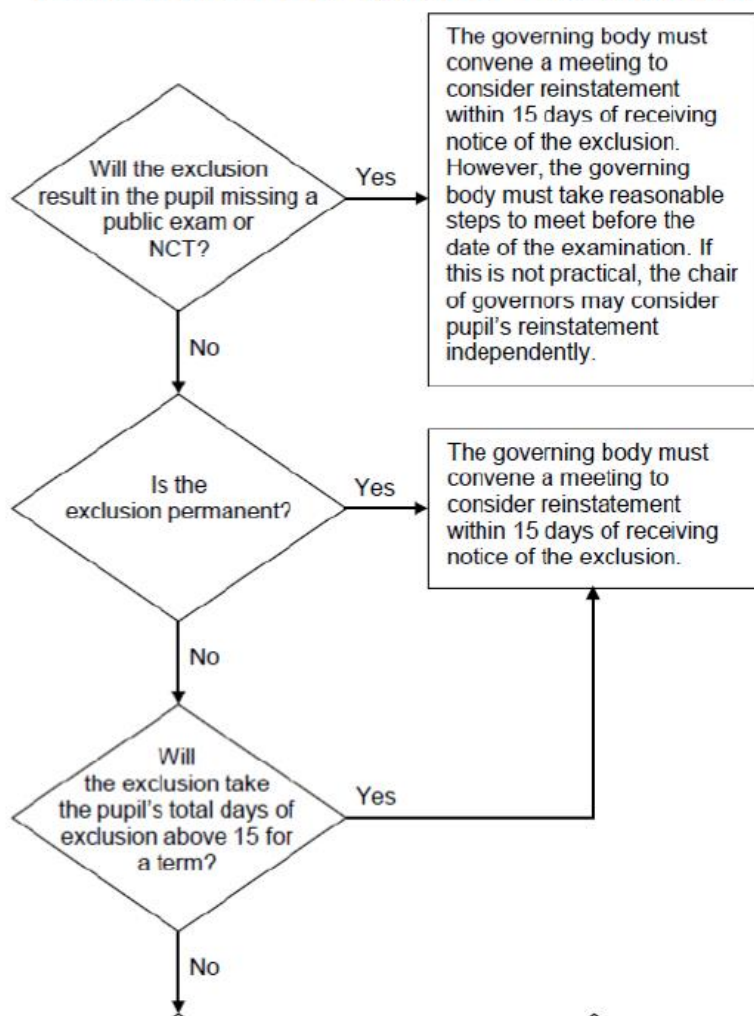 Will the exclusion
result in the pupil missing a
public exam or
NCT?
Yes
The governing body must
convene a meeting to
consider reinstatement
within 15 days of receiving
notice of the exclusion.
However, the governing
body must take reasonable
steps to meet before the
date of the examination. If
this is not practical, the chair
of governors may consider
pupil's reinstatement
independently.
No
Is the
exclusion permanent?
Yes
The governing body must
convene a meeting to
consider reinstatement
within 15 days of receiving
notice of the exclusion.
No
Will
the exclusion take
the pupil's total days of
exclusion above 15 for
a term?
Yes
No